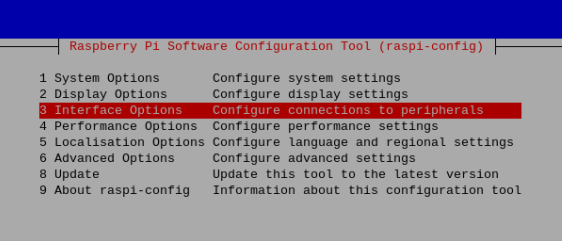 Raspberry Pi Software Configuration Tool (raspi-config)
1 System Options Configure system settings
2 Display Options Configure display settings
3 Interface Options Configure connections to peripherals
4 Performance Options Configure performance settings
5 Localisation Options Configure language and regional settings
6 Advanced Options Configure advanced settings
8 Update Update this tool to the latest version
9 About raspi-config Information about this configuration tool